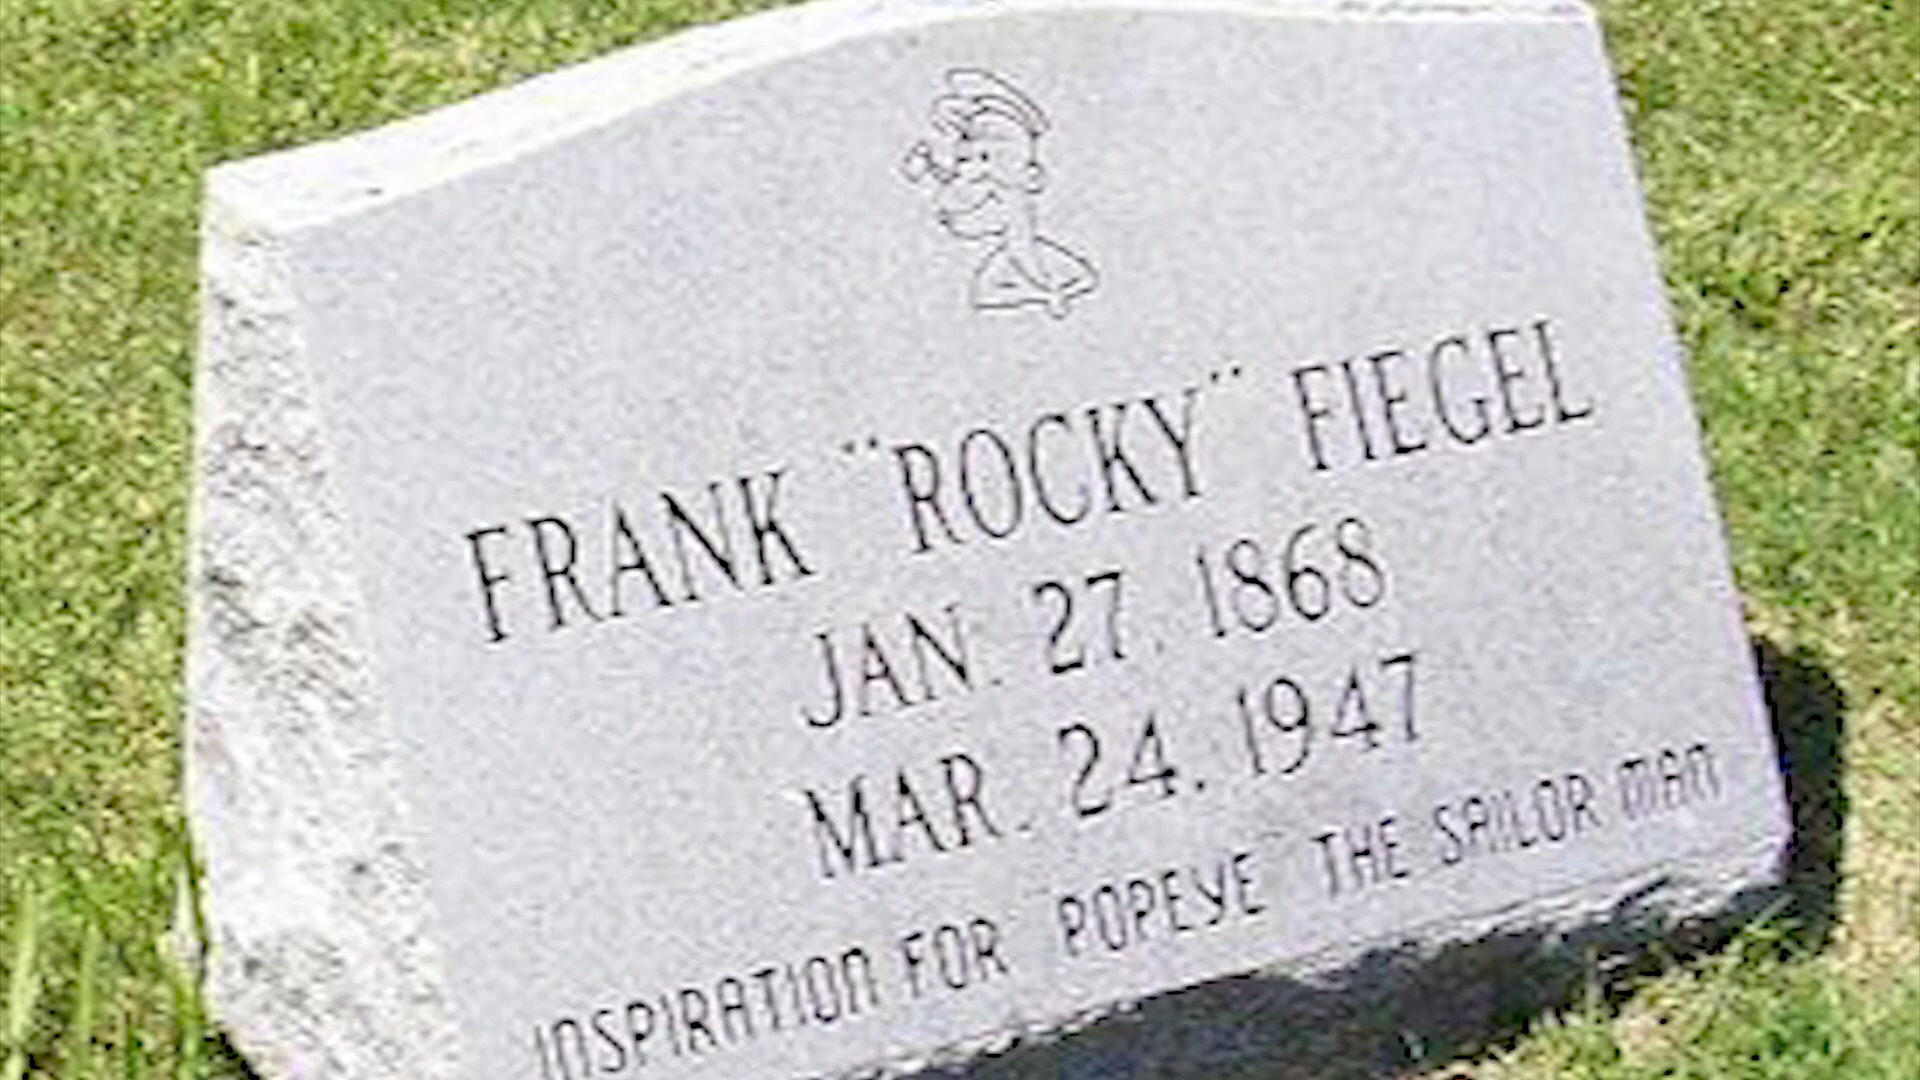 FRANK "ROCKY" FIEGEL
JAN. 27. 1868
MAR. 24. 1947
INSPIRATION FOR "POPEYE" THE SAILOR MAN